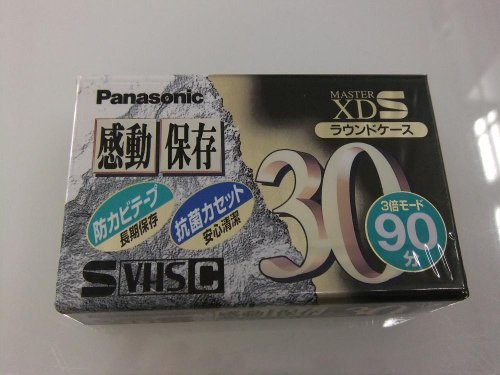 Panasonic
MASTER
XDS
ラウンドケース
感動 保存
防カビテープ
長期保存
抗菌カセット
安心清潔
30
3倍モード
90
分
S VHS C